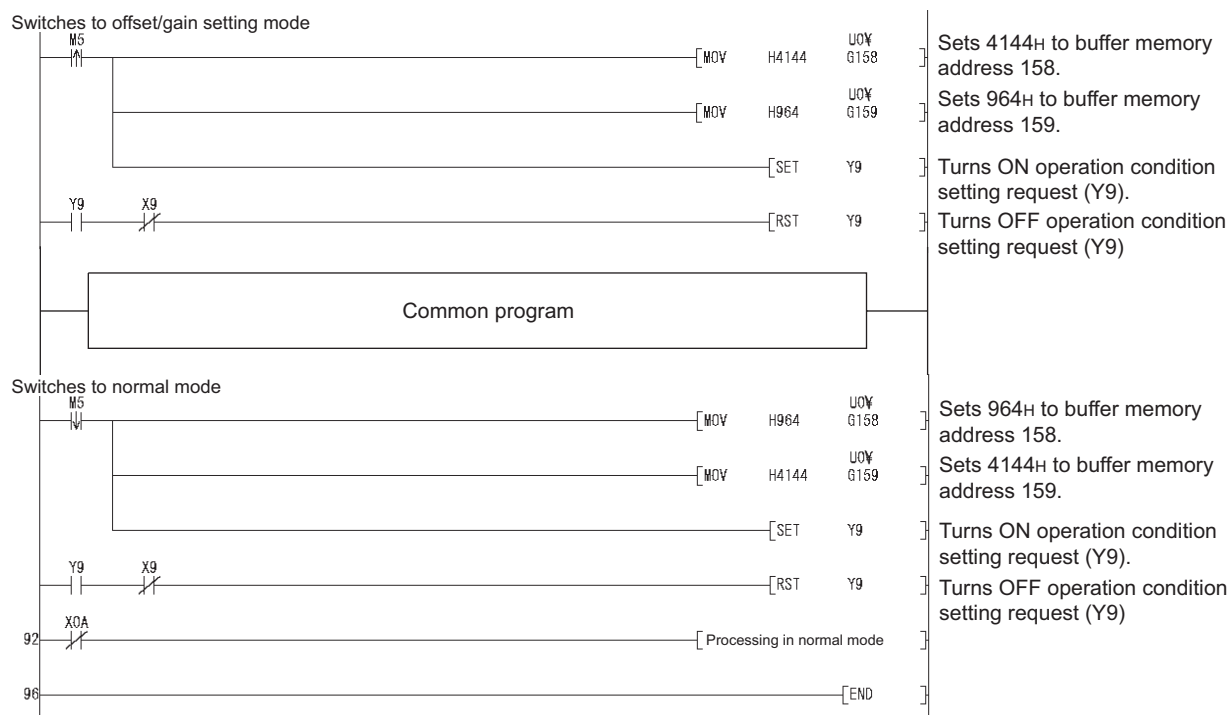 Switches to offset/gain setting mode
M5
U0¥
MOV H4144 G158
Sets 4144H to buffer memory
address 158.
U0¥
MOV H964 G159
Sets 964H to buffer memory
address 159.
SET Y9
Turns ON operation condition
setting request (Y9).
Y9 X9
RST Y9
Turns OFF operation condition
setting request (Y9)
Common program
Switches to normal mode
M5
U0¥
MOV H964 G158
Sets 964H to buffer memory
address 158.
U0¥
MOV H4144 G159
Sets 4144H to buffer memory
address 159.
SET Y9
Turns ON operation condition
setting request (Y9).
Y9 X9
RST Y9
Turns OFF operation condition
setting request (Y9)
X0A
92
Processing in normal mode
96
END